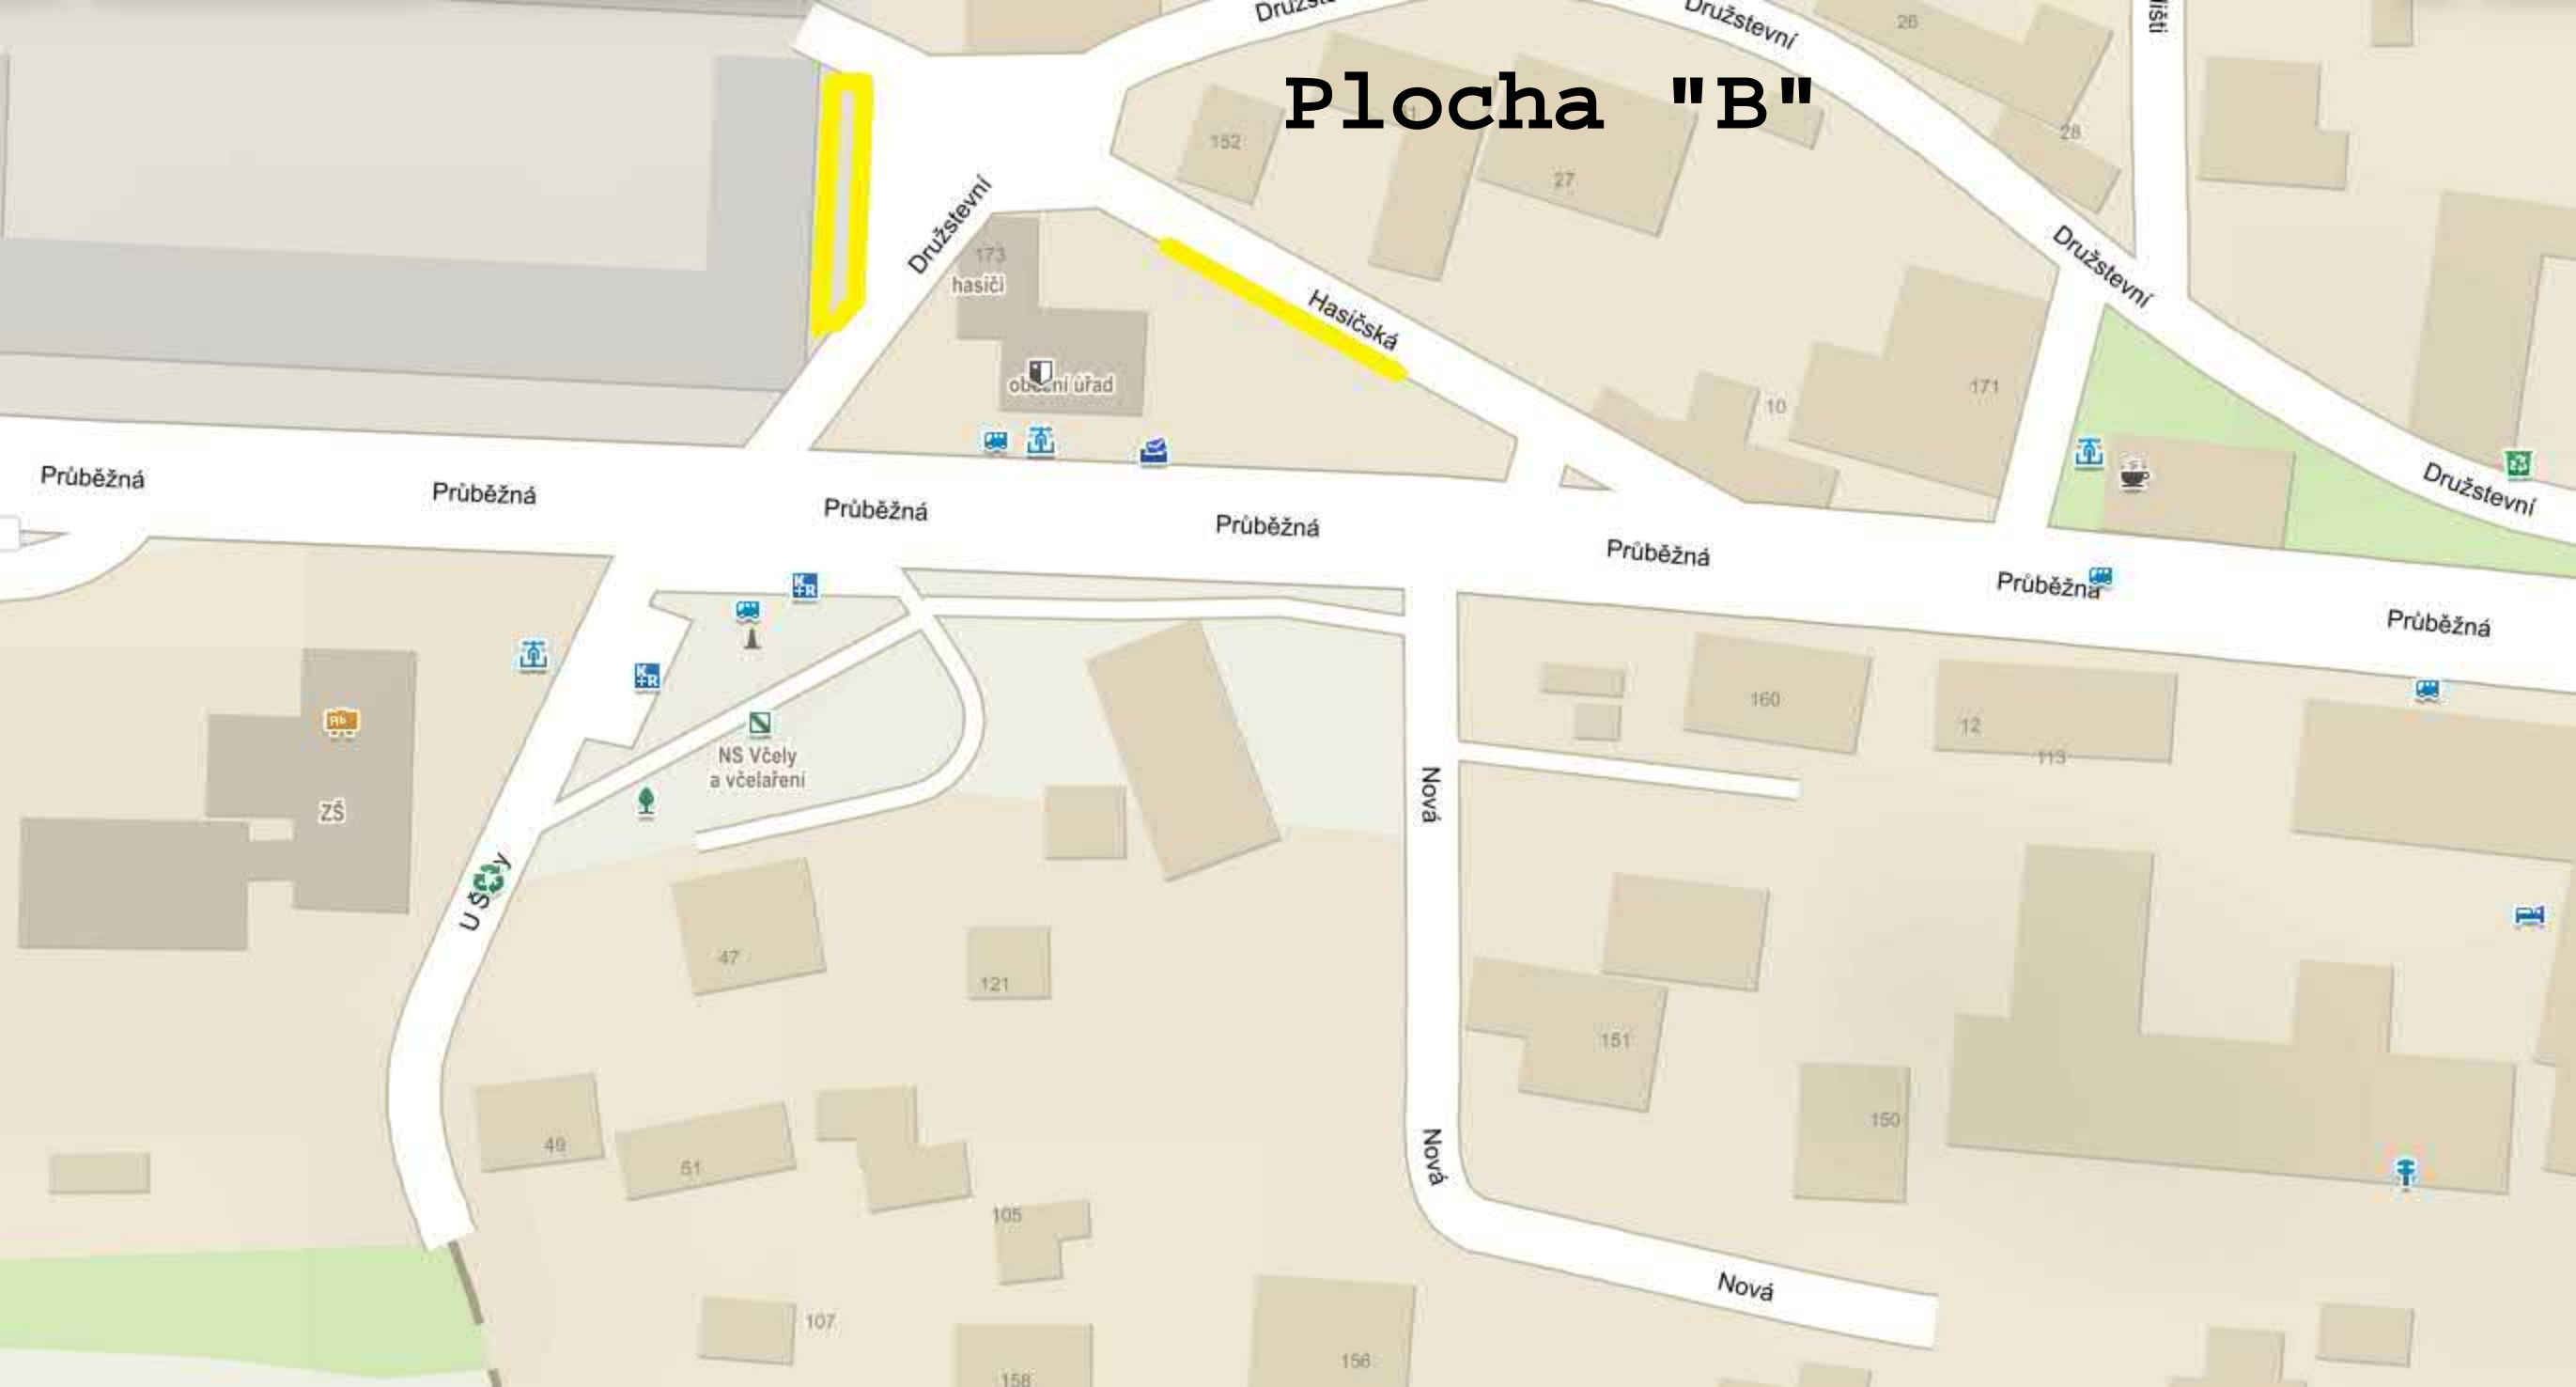 Družstevní
26
Plocha "B"
152
27
28
Družstevní
173
hasiči
Družstevní
Hasičská
obecní úřad
171
10
Průběžná
Průběžná
Průběžná
Průběžná
Průběžná
Průběžná
Průběžná
Družstevní
K+R
K+R
NS Včely
a včelaření
ZŠ
160
12
113
Nová
47
121
151
150
49
51
Nová
105
107
Nová
156
158